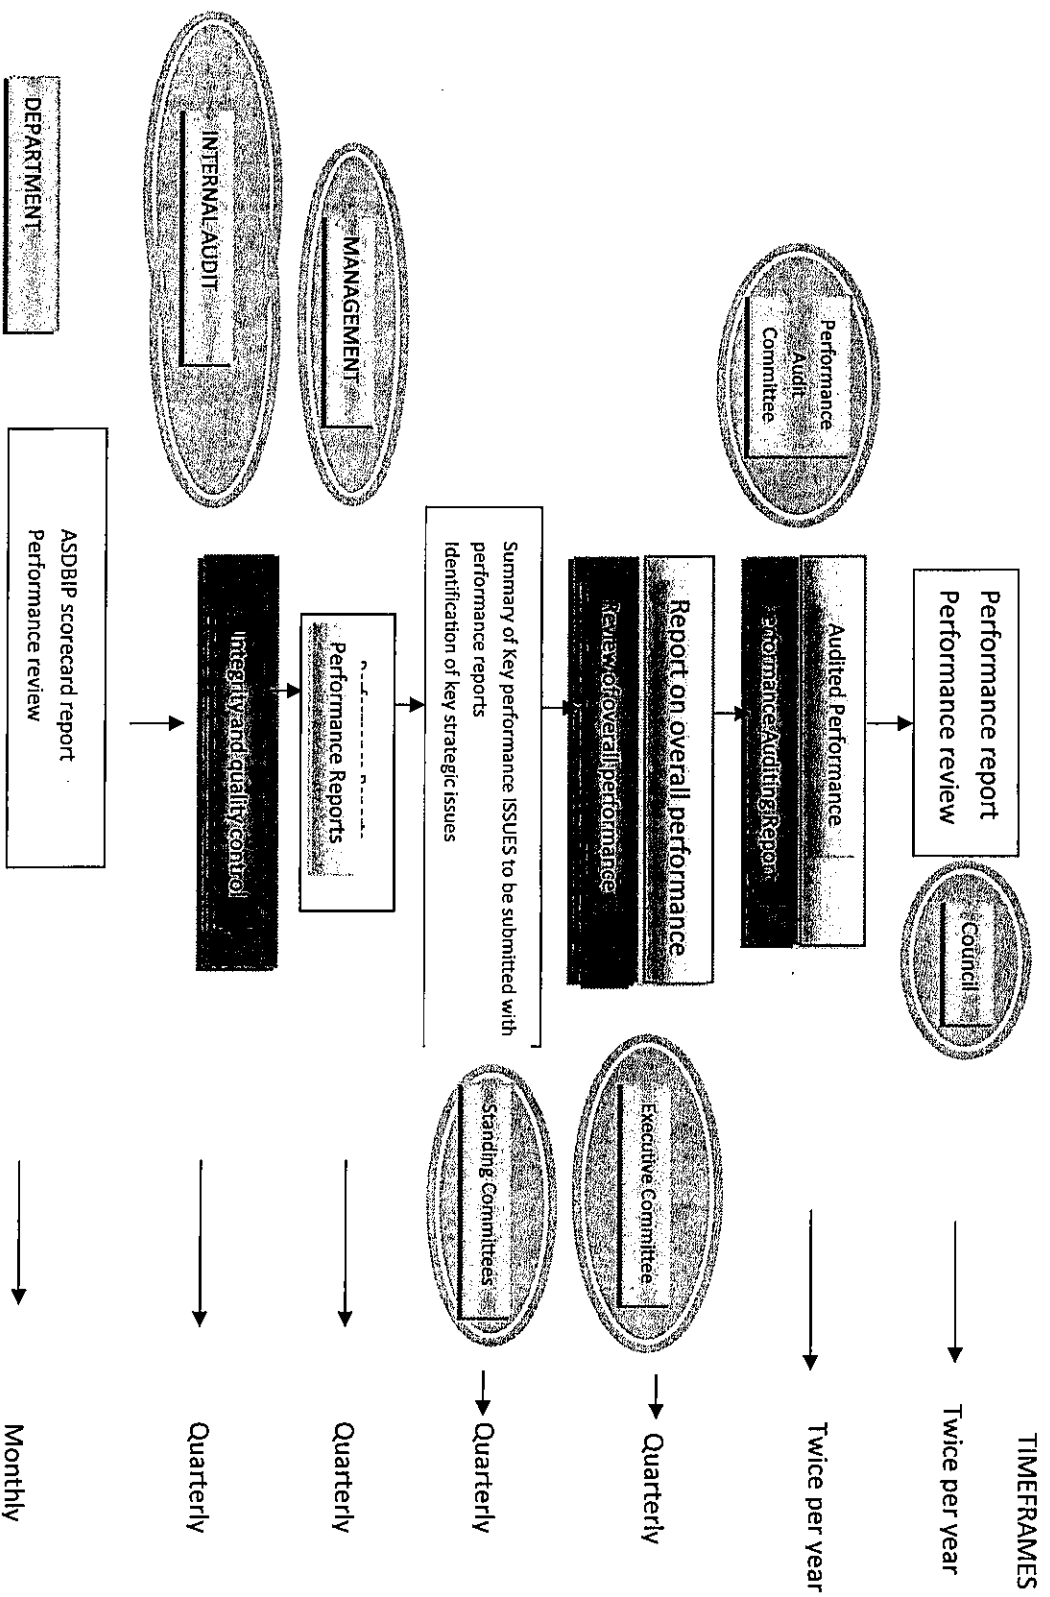 TIMEFRAMES
Performance report
Performance review
Council
Twice per year
Performance
Audit
Committee
Audited Performance
Performance Auditing Report
Twice per year
Report on overall performance
Review of overall performance
Executive Committee
Quarterly
Summary of Key performance ISSUES to be submitted with
performance reports
Identification of key strategic issues
Standing Committees
Quarterly
MANAGEMENT
Performance Reports
Quarterly
INTERNAL AUDIT
Integrity and quality control
Quarterly
DEPARTMENT
ASDBIP scorecard report
Performance review
Monthly